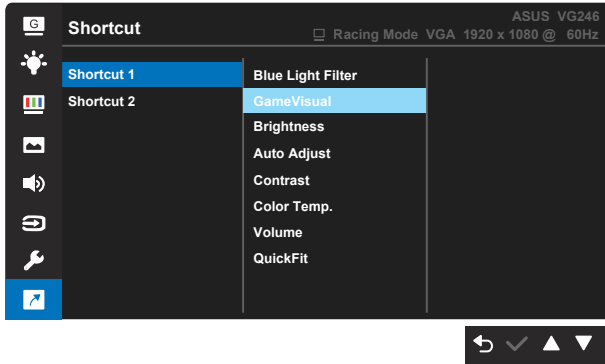 G
Shortcut
ASUS VG246
Racing Mode VGA 1920 x 1080 @ 60Hz
Shortcut 1
Shortcut 2
Blue Light Filter
GameVisual
Brightness
Auto Adjust
Contrast
Color Temp.
Volume
QuickFit